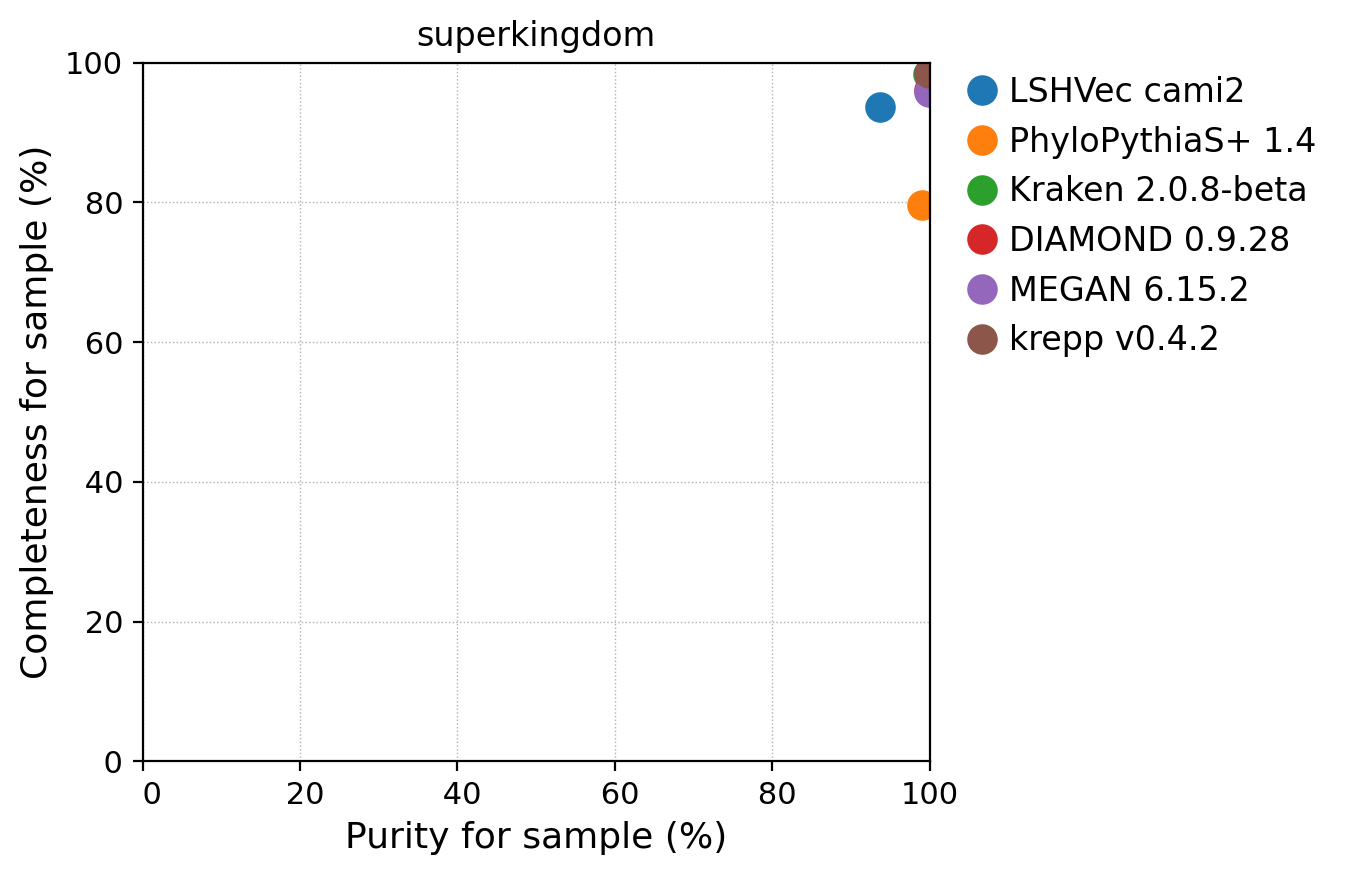 superkingdom
Completeness for sample (%)
100
80
60
40
20
0
0 20 40 60 80 100
Purity for sample (%)
LSHVec cami2
PhyloPythiaS+ 1.4
Kraken 2.0.8-beta
DIAMOND 0.9.28
MEGAN 6.15.2
krepp v0.4.2